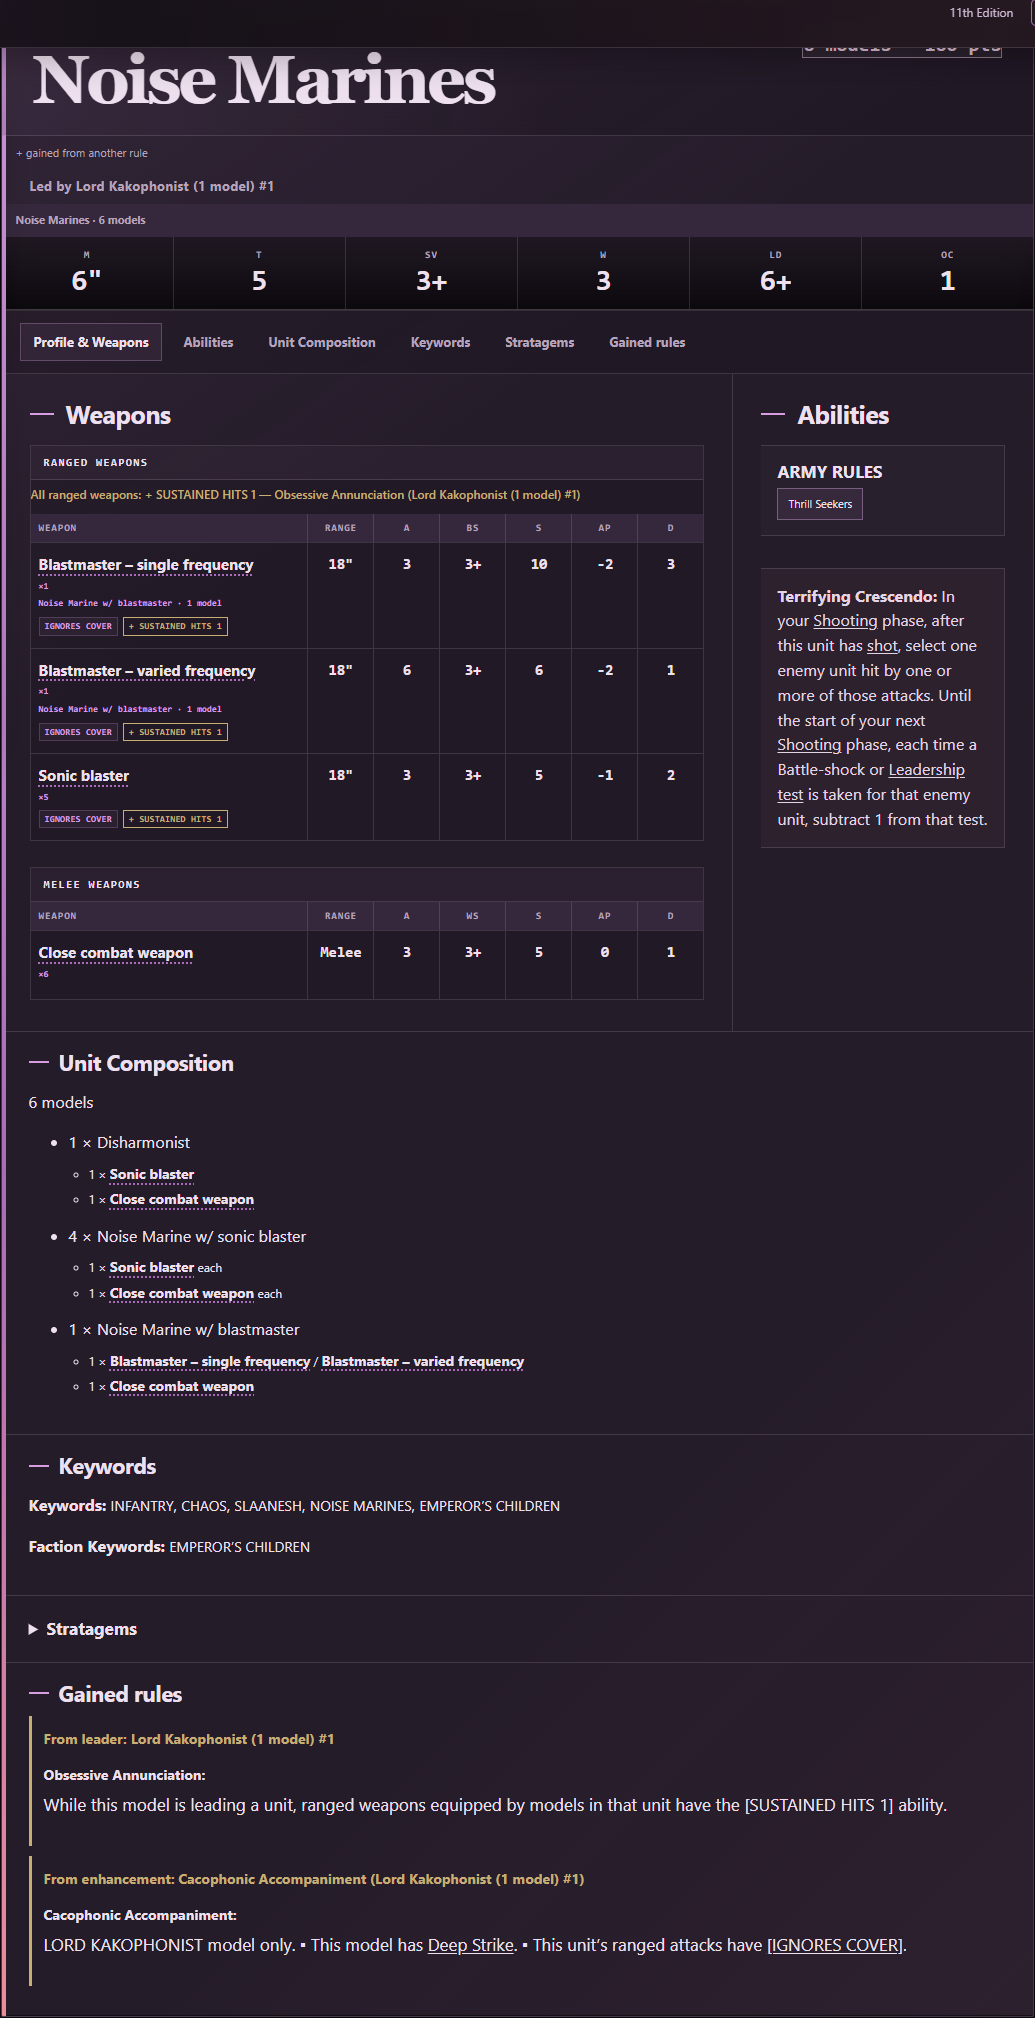 11th Edition
6 models 160 pts
Noise Marines
+ gained from another rule
Led by Lord Kakophonist (1 model) #1
Noise Marines · 6 models
M T SV W LD OC
6" 5 3+ 3 6+ 1
Profile & Weapons Abilities Unit Composition Keywords Stratagems Gained rules
Weapons
RANGED WEAPONS
All ranged weapons: + SUSTAINED HITS 1 — Obsessive Annunciation (Lord Kakophonist (1 model) #1)
WEAPON RANGE A BS S AP D
Blastmaster – single frequency 18" 3 3+ 10 -2 3
×1
Noise Marine w/ blastmaster · 1 model
IGNORES COVER + SUSTAINED HITS 1
Blastmaster – varied frequency 18" 6 3+ 6 -2 1
×1
Noise Marine w/ blastmaster · 1 model
IGNORES COVER + SUSTAINED HITS 1
Sonic blaster 18" 3 3+ 5 -1 2
×5
IGNORES COVER + SUSTAINED HITS 1
MELEE WEAPONS
WEAPON RANGE A WS S AP D
Close combat weapon Melee 3 3+ 5 0 1
×6
Abilities
ARMY RULES
Thrill Seekers
Terrifying Crescendo: In
your Shooting phase, after
this unit has shot, select one
enemy unit hit by one or
more of those attacks. Until
the start of your next
Shooting phase, each time a
Battle-shock or Leadership
test is taken for that enemy
unit, subtract 1 from that test.
Unit Composition
6 models
• 1 × Disharmonist
◦ 1 × Sonic blaster
◦ 1 × Close combat weapon
• 4 × Noise Marine w/ sonic blaster
◦ 1 × Sonic blaster each
◦ 1 × Close combat weapon each
• 1 × Noise Marine w/ blastmaster
◦ 1 × Blastmaster – single frequency / Blastmaster – varied frequency
◦ 1 × Close combat weapon
Keywords
Keywords: INFANTRY, CHAOS, SLAANESH, NOISE MARINES, EMPEROR'S CHILDREN
Faction Keywords: EMPEROR'S CHILDREN
▶ Stratagems
Gained rules
From leader: Lord Kakophonist (1 model) #1
Obsessive Annunciation:
While this model is leading a unit, ranged weapons equipped by models in that unit have the [SUSTAINED HITS 1] ability.
From enhancement: Cacophonic Accompaniment (Lord Kakophonist (1 model) #1)
Cacophonic Accompaniment:
LORD KAKOPHONIST model only. ▪ This model has Deep Strike. ▪ This unit's ranged attacks have [IGNORES COVER].